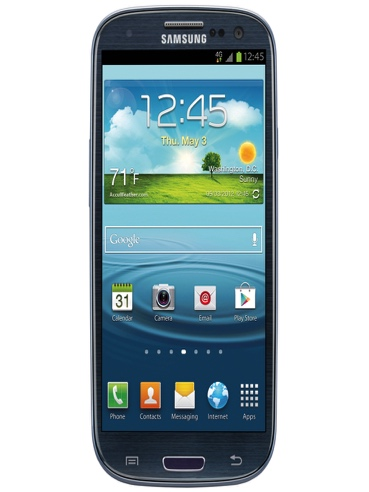 SAMSUNG
4G 12:45
12:45
Thu. May 3
71°F
Washington, D.C.
Sunny
AccuWeather.com
Google
31
Calendar
Camera
Email
Play Store
Phone
Contacts
Messaging
Internet
Apps